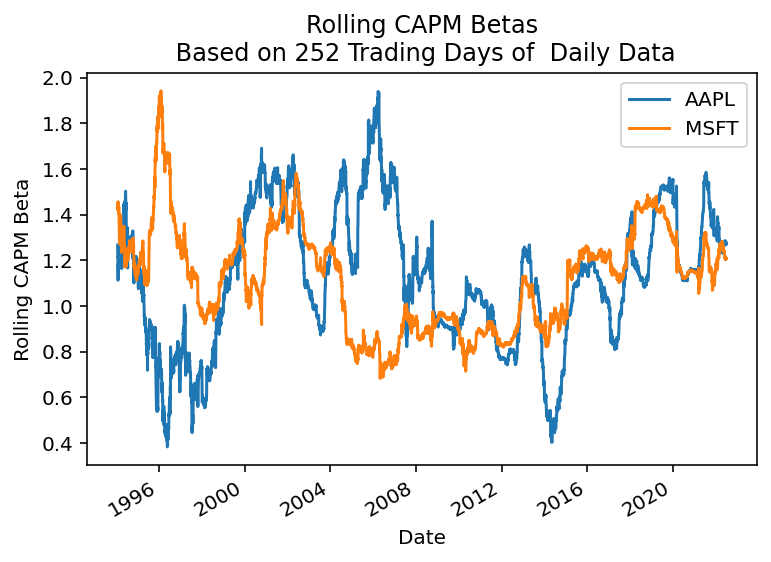 Rolling CAPM Betas
Based on 252 Trading Days of  Daily Data
AAPL
MSFT
Rolling CAPM Beta
2.0
1.8
1.6
1.4
1.2
1.0
0.8
0.6
0.4
1996
2000
2004
2008
2012
2016
2020
Date